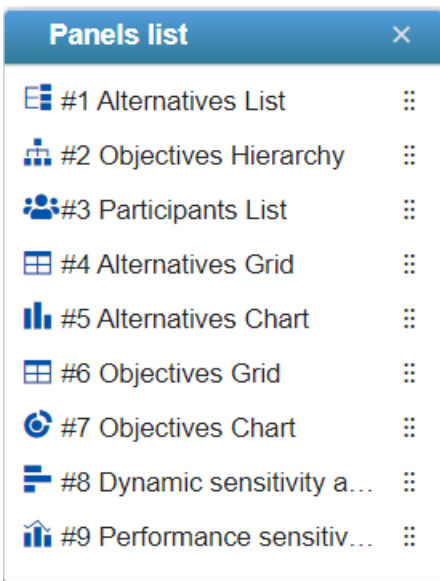 Panels list
#1 Alternatives List
#2 Objectives Hierarchy
#3 Participants List
#4 Alternatives Grid
#5 Alternatives Chart
#6 Objectives Grid
#7 Objectives Chart
#8 Dynamic sensitivity a...
#9 Performance sensitiv...